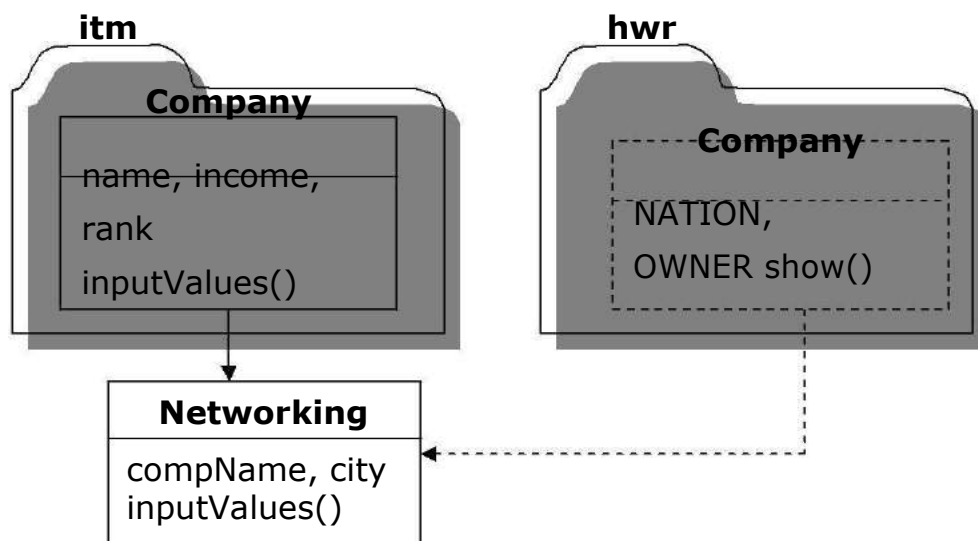 itm
Company
name, income,
rank
inputValues()
hwr
Company
NATION,
OWNER show()
Networking
compName, city
inputValues()